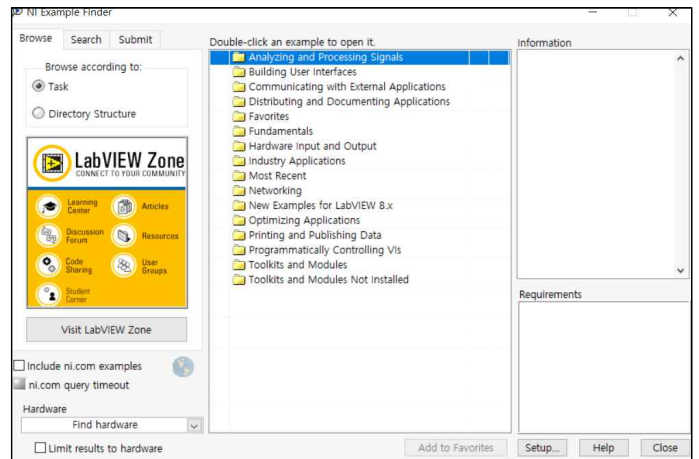 NI Example Finder
Browse
Search
Submit
Browse according to:
Task
Directory Structure
LabVIEW Zone
CONNECT TO YOUR COMMUNITY
Learning Center
Articles
Discussion Forum
Resources
Code Sharing
User Groups
Student Corner
Visit LabVIEW Zone
Include ni.com examples
ni.com query timeout
Hardware
Find hardware
Limit results to hardware
Double-click an example to open it.
Analyzing and Processing Signals
Building User Interfaces
Communicating with External Applications
Distributing and Documenting Applications
Favorites
Fundamentals
Hardware Input and Output
Industry Applications
Most Recent
Networking
New Examples for LabVIEW 8.x
Optimizing Applications
Printing and Publishing Data
Programmatically Controlling VIs
Toolkits and Modules
Toolkits and Modules Not Installed
Add to Favorites
Information
Requirements
Setup...
Help
Close